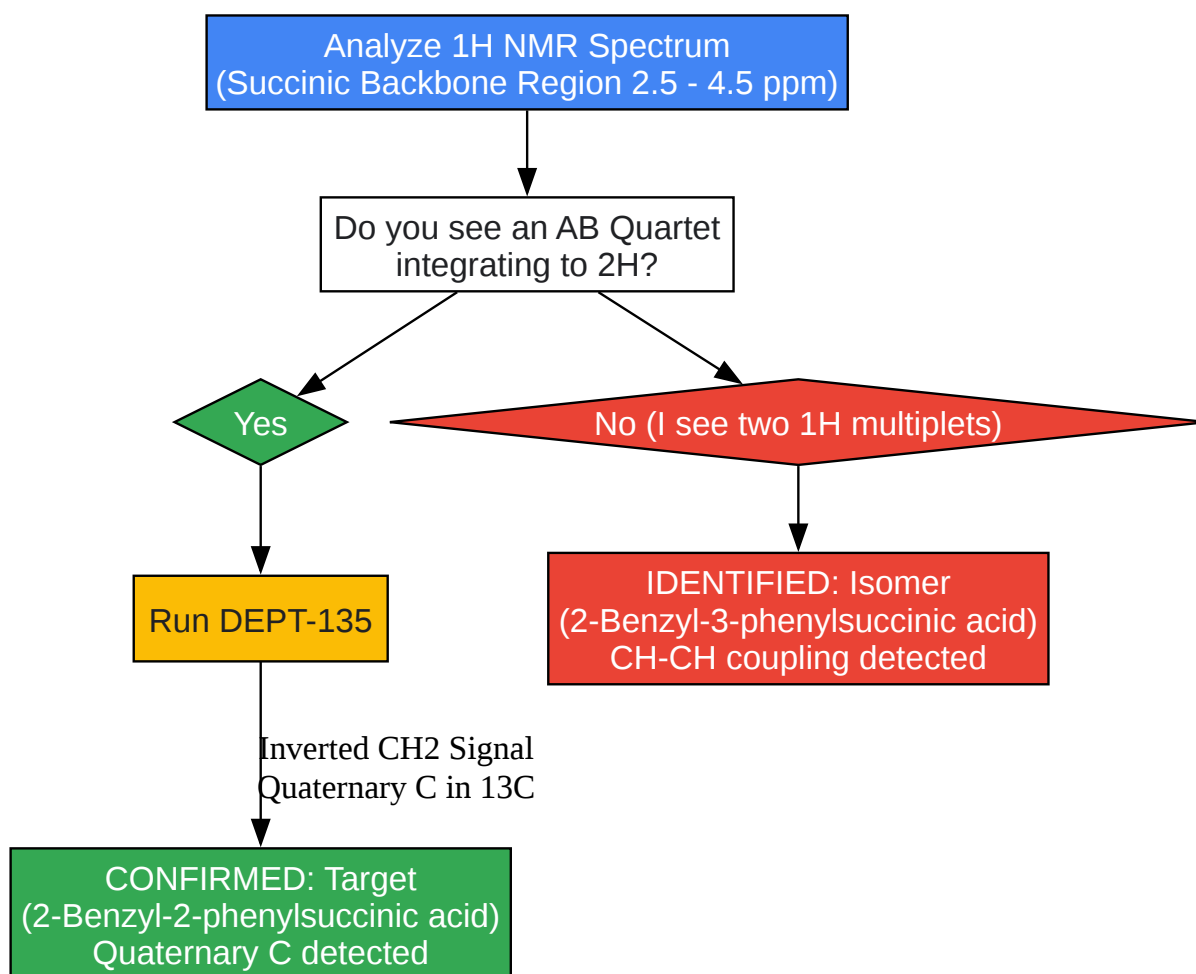 Analyze 1H NMR Spectrum
(Succinic Backbone Region 2.5 - 4.5 ppm)
Do you see an AB Quartet
integrating to 2H?
Yes
No (I see two 1H multiplets)
Run DEPT-135
IDENTIFIED: Isomer
(2-Benzyl-3-phenylsuccinic acid)
CH-CH coupling detected
Inverted CH2 Signal
Quaternary C in 13C
CONFIRMED: Target
(2-Benzyl-2-phenylsuccinic acid)
Quaternary C detected